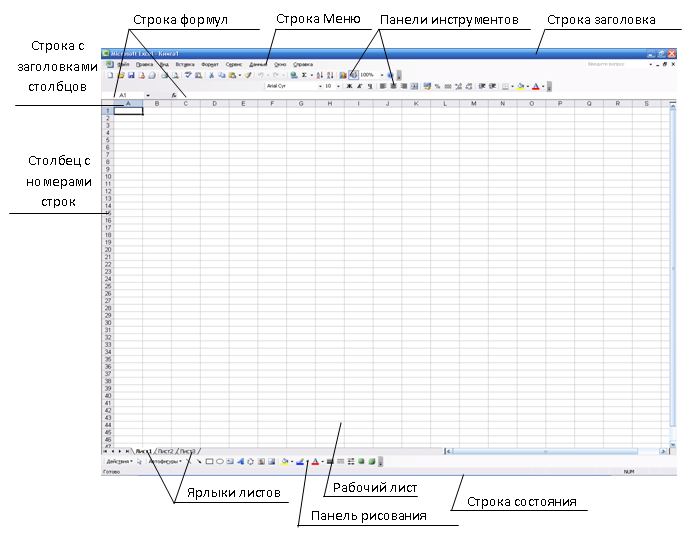 Строка формул
Строка Меню
Панели инструментов
Строка заголовка
Строка с
заголовками
столбцов
Microsoft Excel - Книга1
Файл Правка Вид Вставка Формат Сервис Данные Окно Справка
Введите вопрос
100%
Arial Cyr 10 Ж К Ч
A1 fx
A B C D E F G H I J K L M N O P Q R S
1
2
3
4
5
6
7
8
9
10
11
12
13
14
Столбец с
номерами
строк
15
16
17
18
19
20
21
22
23
24
25
26
27
28
29
30
31
32
33
34
35
36
37
38
39
40
41
42
43
44
45
46
47
Лист1 Лист2 Лист3
Действия Автофигуры
Готово
NUM
Ярлыки листов
Рабочий лист
Строка состояния
Панель рисования